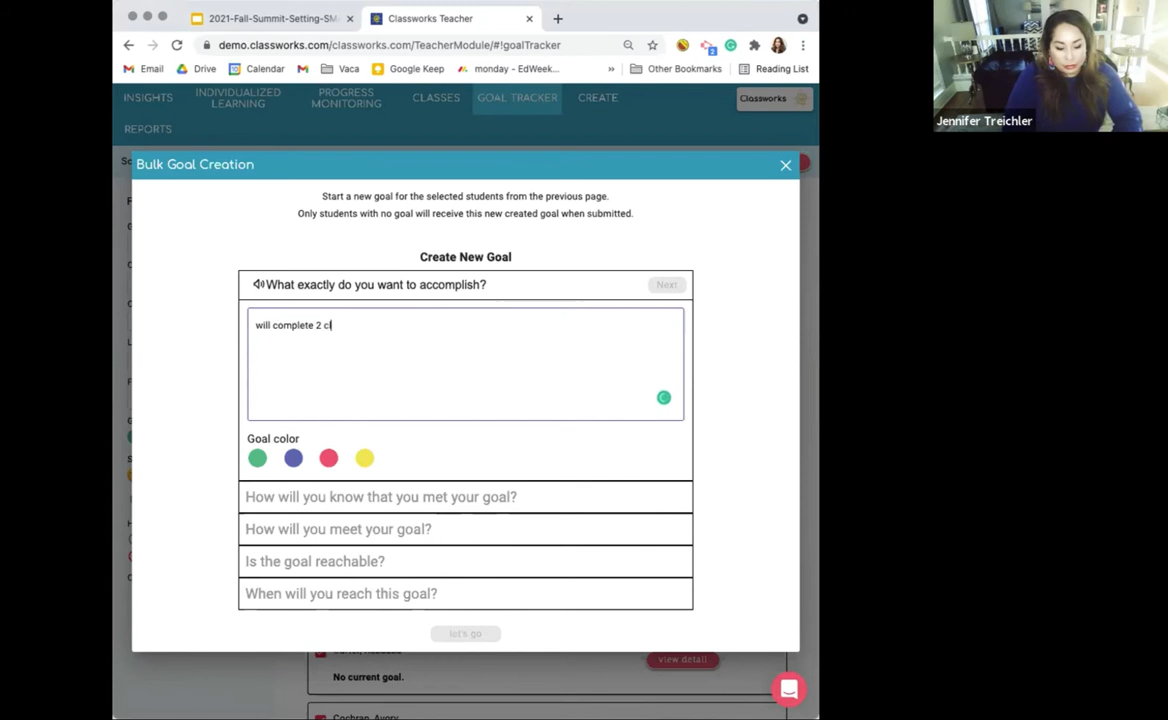 2021-Fall-Summit-Setting-SM
Classworks Teacher
demo.classworks.com/classworks.com/TeacherModule/#!goalTracker
2
Email
Drive
Calendar
Vaca
Google Keep
monday - EdWeek...
»
Other Bookmarks
Reading List
INSIGHTS
INDIVIDUALIZED LEARNING
PROGRESS MONITORING
CLASSES
GOAL TRACKER
CREATE
Classworks
REPORTS
Bulk Goal Creation
Start a new goal for the selected students from the previous page.
Only students with no goal will receive this new created goal when submitted.
Create New Goal
What exactly do you want to accomplish?
Next
will complete 2 cl
Goal color
How will you know that you met your goal?
How will you meet your goal?
Is the goal reachable?
When will you reach this goal?
let's go
view detail
No current goal.
Cochran, Avery
Jennifer Treichler